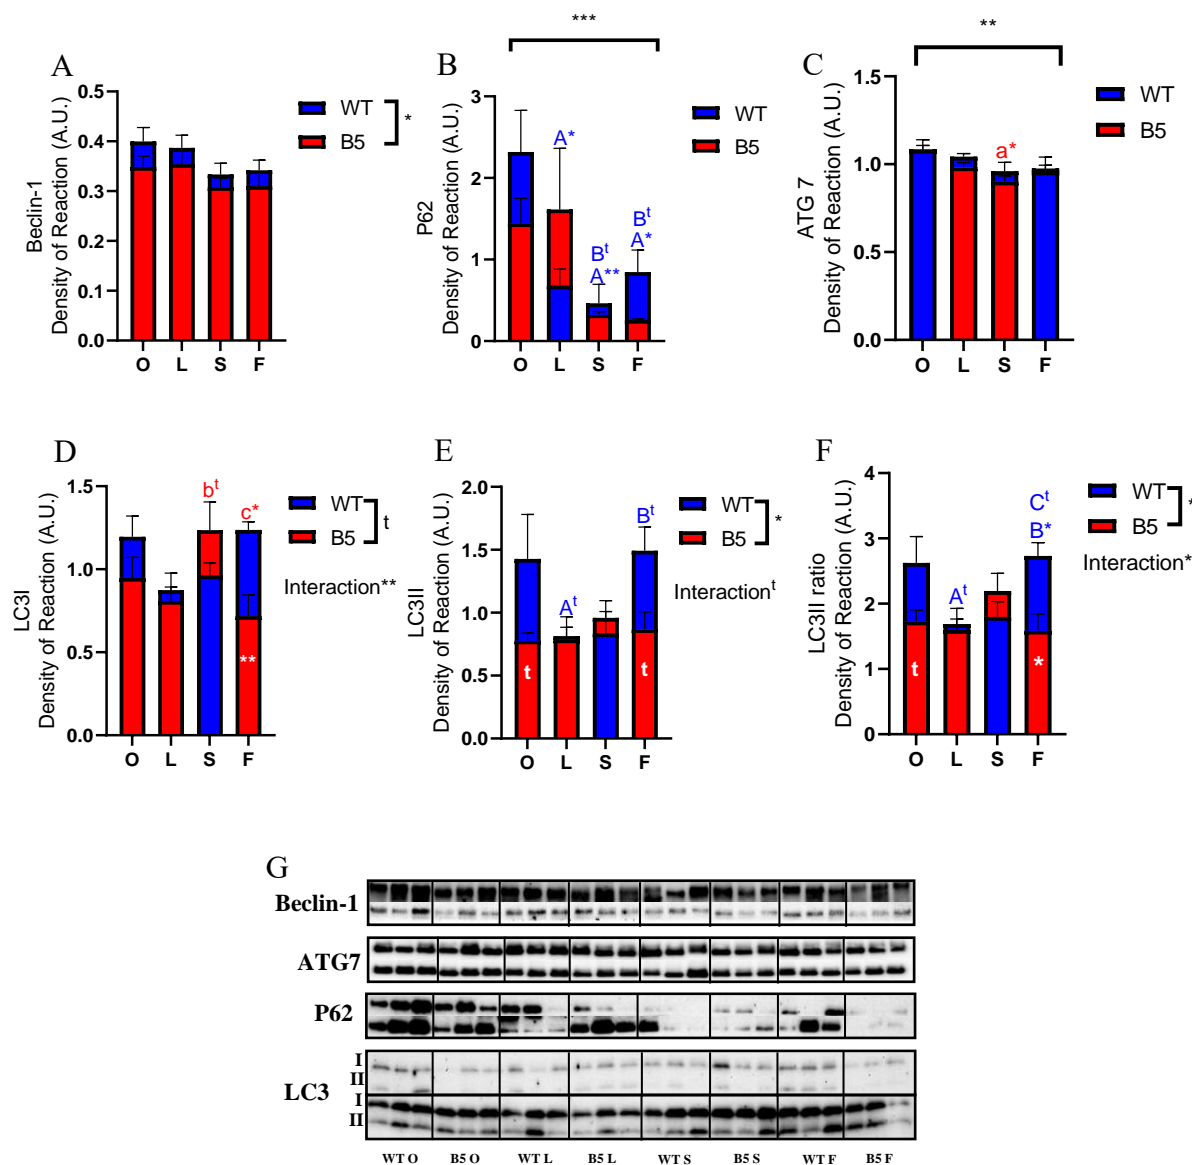 A
Beclin-1
Density of Reaction (A.U.)
0.5
0.4
0.3
0.2
0.1
0.0
O L S F
WT
B5
*
B
***
P62
Density of Reaction (A.U.)
3
2
1
0
A*
Bt
A**
Bt
A*
O L S F
WT
B5
C
**
ATG 7
Density of Reaction (A.U.)
1.5
1.0
0.5
0.0
a*
O L S F
WT
B5
D
LC3I
Density of Reaction (A.U.)
1.5
1.0
0.5
0.0
bt
c*
**
O L S F
WT
B5
t
Interaction**
E
LC3II
Density of Reaction (A.U.)
2.0
1.5
1.0
0.5
0.0
t
At
Bt
t
O L S F
WT
B5
*
Interactiont
F
LC3II ratio
Density of Reaction (A.U.)
4
3
2
1
0
t
At
Ct
B*
*
O L S F
WT
B5
*
Interaction*
G
Beclin-1
ATG7
P62
LC3
I
II
I
II
WT O B5 O WT L B5 L WT S B5 S WT F B5 F